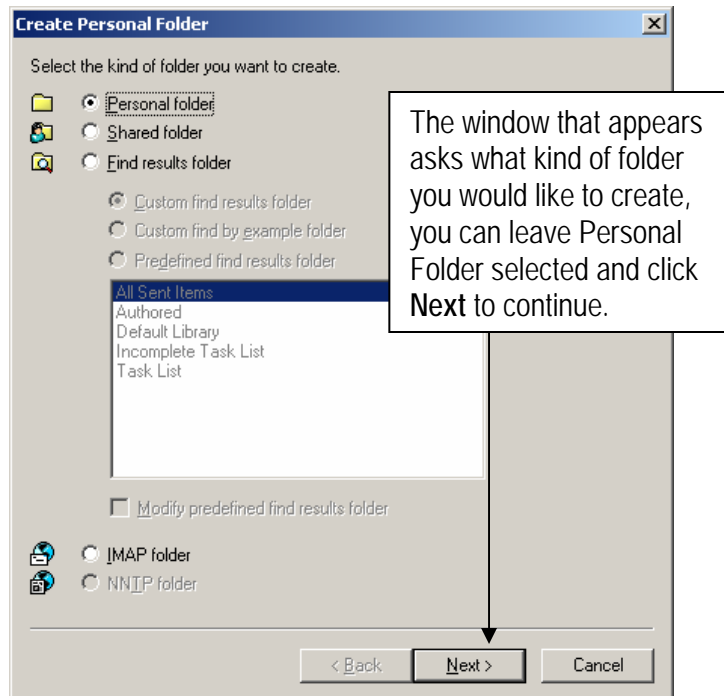 Create Personal Folder
Select the kind of folder you want to create.
Personal folder
Shared folder
Find results folder
Custom find results folder
Custom find by example folder
Predefined find results folder
All Sent Items
Authored
Default Library
Incomplete Task List
Task List
Modify predefined find results folder
IMAP folder
NNTP folder
The window that appears
asks what kind of folder
you would like to create,
you can leave Personal
Folder selected and click
Next to continue.
< Back
Next >
Cancel